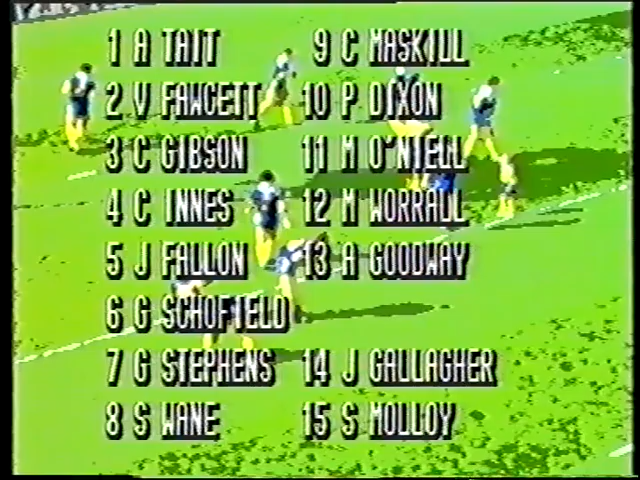 1 A TAIT
2 V FAWCETT
3 C GIBSON
4 C INNES
5 J FALLON
6 G SCHOFIELD
7 G STEPHENS
8 S WANE
9 C MASKILL
10 P DIXON
11 M O'NIELL
12 M WORRALL
13 A GOODWAY
14 J GALLAGHER
15 S MOLLOY